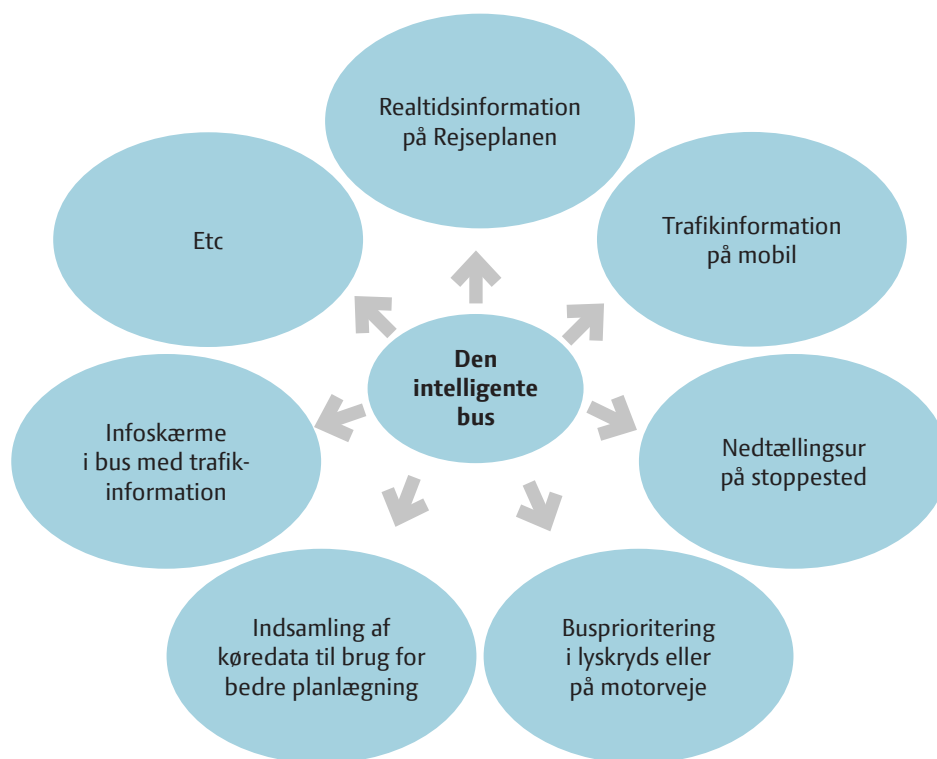 Realtidsinformation
på Rejseplanen
Trafikinformation
på mobil
Etc
Den
intelligente
bus
Infoskærme
i bus med trafik-
information
Nedtællingsur
på stoppested
Indsamling af
køredata til brug for
bedre planlægning
Busprioritering
i lyskryds eller
på motorveje